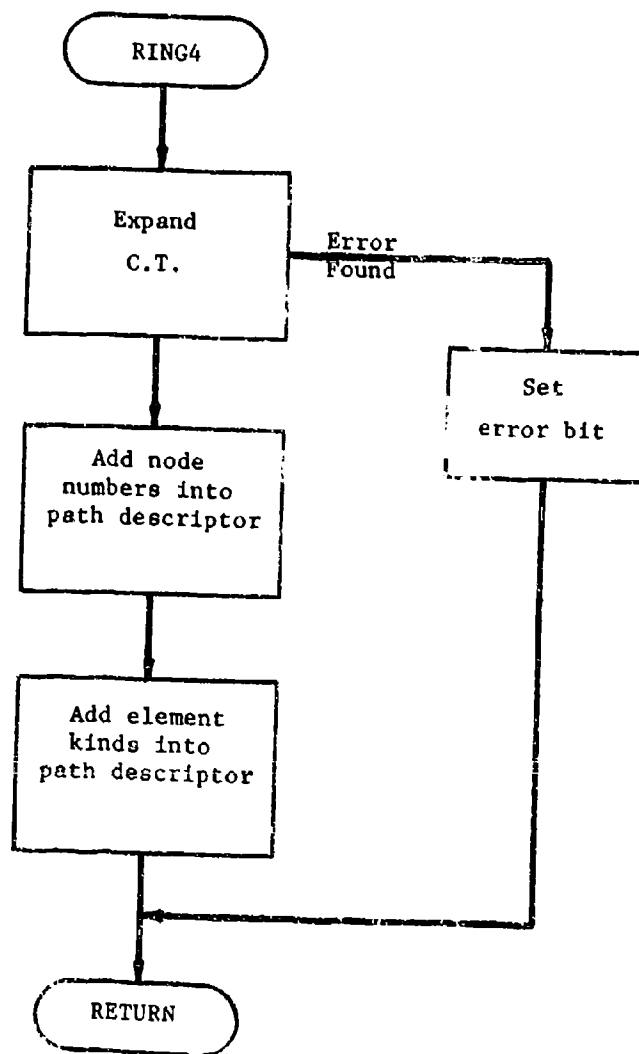 RING4
Expand
C.T.
Error
Found
Set
error bit
Add node
numbers into
path descriptor
Add element
kinds into
path descriptor
RETURN